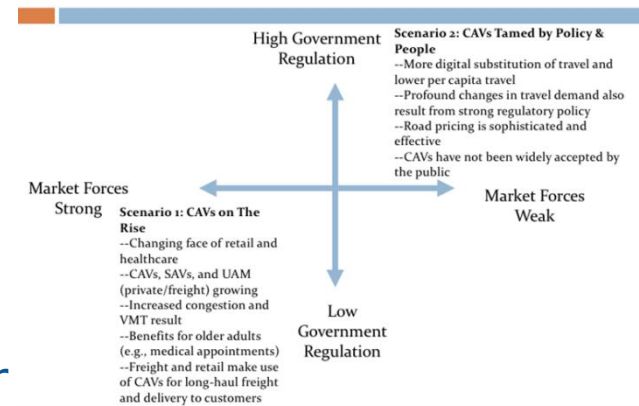 High Government
Regulation
Scenario 2: CAVs Tamed by Policy &
People
--More digital substitution of travel and
lower per capita travel
--Profound changes in travel demand also
result from strong regulatory policy
--Road pricing is sophisticated and
effective
--CAVs have not been widely accepted by
the public
Market Forces
Strong
Market Forces
Weak
Scenario 1: CAVs on The
Rise
--Changing face of retail and
healthcare
--CAVs, SAVs, and UAM
(private/freight) growing
--Increased congestion and
VMT result
--Benefits for older adults
(e.g., medical appointments)
--Freight and retail make use
of CAVs for long-haul freight
and delivery to customers
Low
Government
Regulation